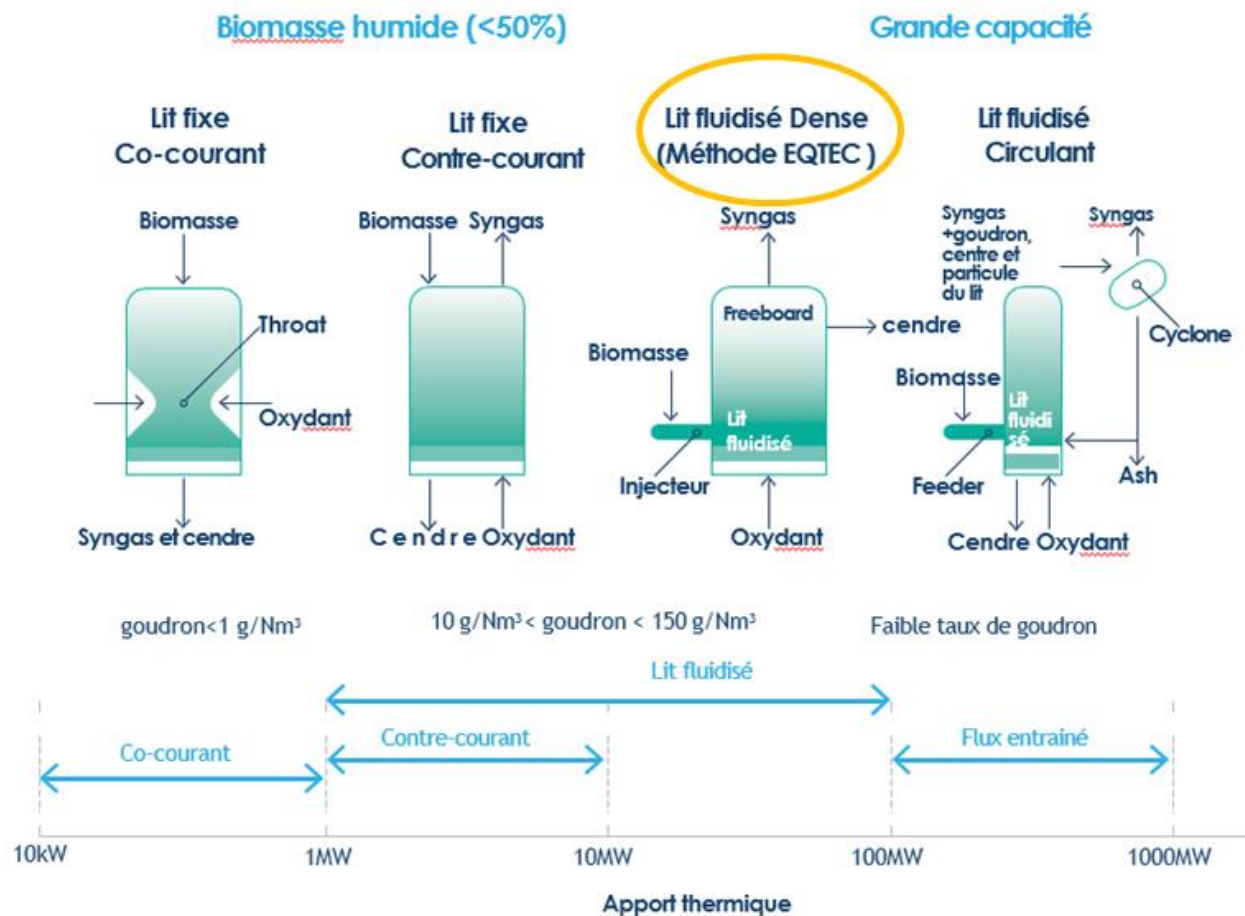 Biomasse humide (<50%)
Grande capacité
Lit fixe
Co-courant
Lit fixe
Contre-courant
Lit fluidisé Dense
(Méthode EQTEC )
Lit fluidisé
Circulant
Biomasse
Throat
Oxydant
Syngas et cendre
Biomasse
Syngas
Cendre
Oxydant
Syngas
Freeboard
cendre
Biomasse
Lit
fluidisé
Injecteur
Oxydant
Syngas
+goudron,
centre et
particule
du lit
Syngas
Cyclone
Biomasse
Lit
fluidi
sé
Feeder
Ash
Cendre
Oxydant
goudron<1 g/Nm³
10 g/Nm³ < goudron < 150 g/Nm³
Faible taux de goudron
Lit fluidisé
Co-courant
Contre-courant
Flux entrainé
10kW
1MW
10MW
100MW
1000MW
Apport thermique